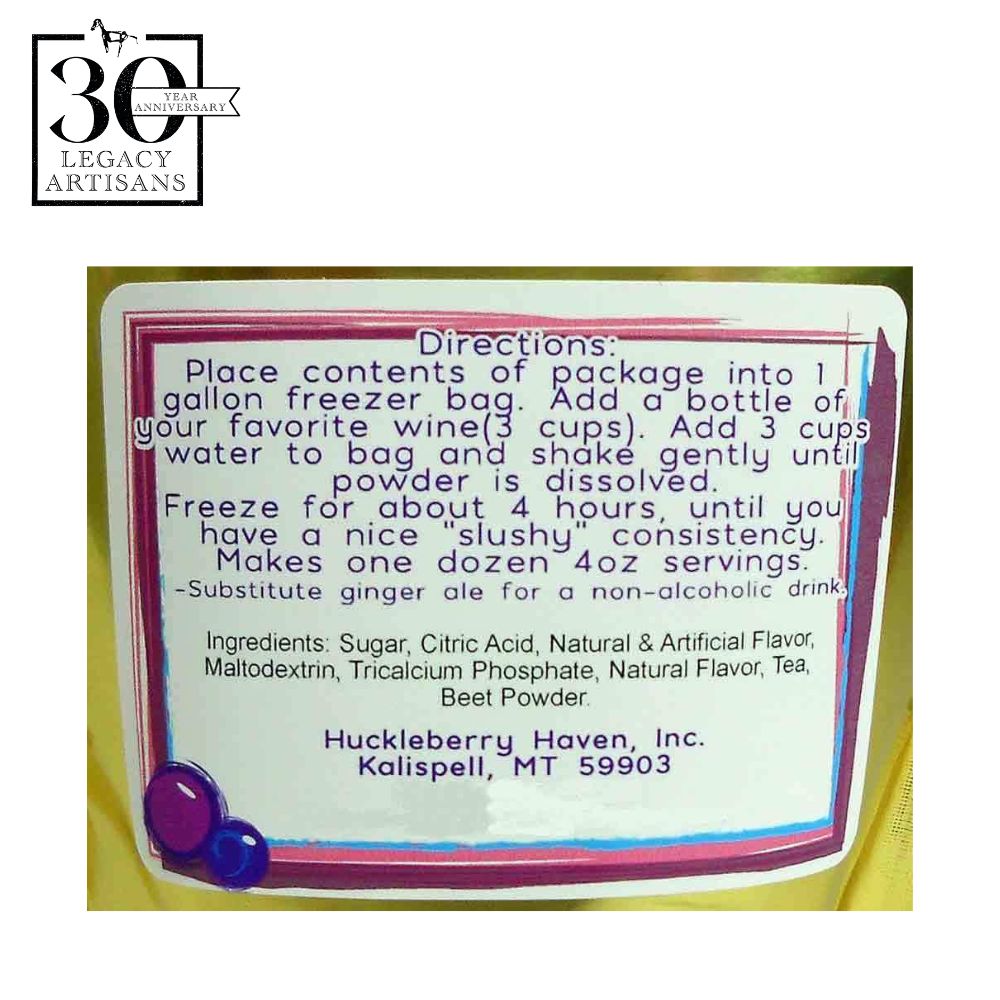 30
YEAR
ANNIVERSARY
LEGACY
ARTISANS
Directions:
Place contents of package into 1
gallon freezer bag. Add a bottle of
your favorite wine(3 cups). Add 3 cups
water to bag and shake gently until
powder is dissolved.
Freeze for about 4 hours, until you
have a nice "slushy" consistency.
Makes one dozen 4oz servings.
-Substitute ginger ale for a non-alcoholic drink.
Ingredients: Sugar, Citric Acid, Natural & Artificial Flavor,
Maltodextrin, Tricalcium Phosphate, Natural Flavor, Tea,
Beet Powder.
Huckleberry Haven, Inc.
Kalispell, MT 59903